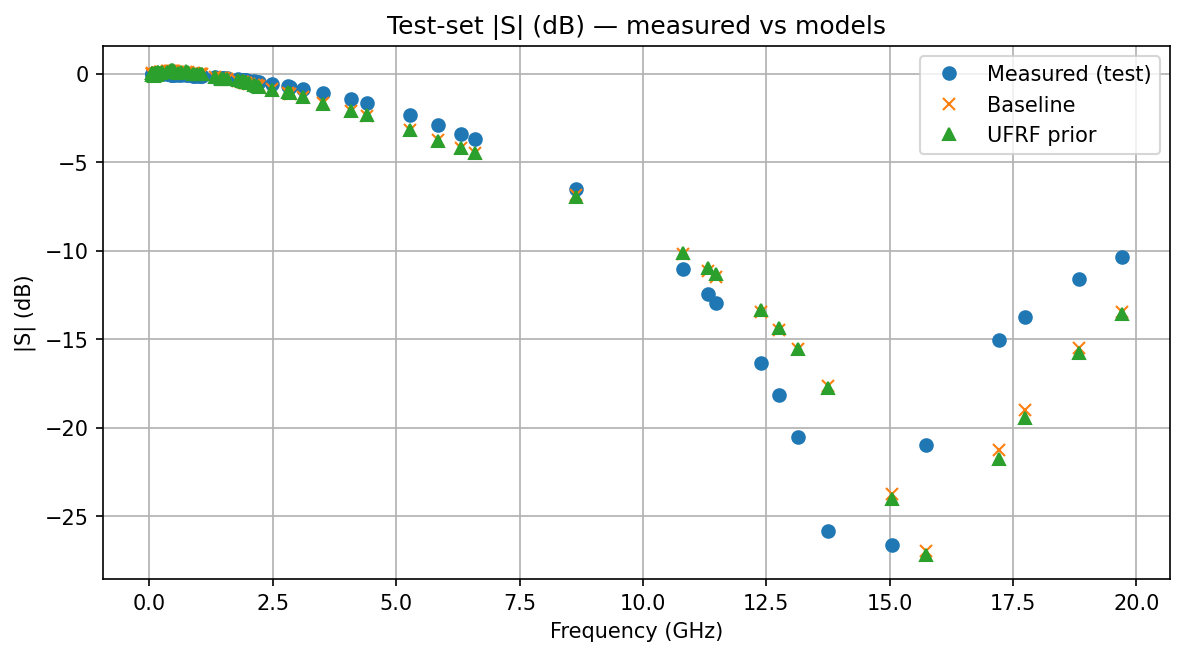 Test-set |S| (dB) — measured vs models
Measured (test)
Baseline
UFRF prior
|S| (dB)
0
−5
−10
−15
−20
−25
0.0 2.5 5.0 7.5 10.0 12.5 15.0 17.5 20.0
Frequency (GHz)